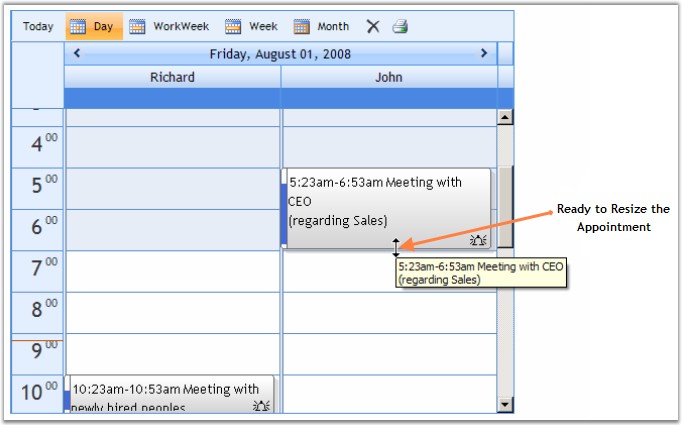 Today Day WorkWeek Week Month
Friday, August 01, 2008
Richard John
4 00
5 00
5:23am-6:53am Meeting with
CEO
(regarding Sales)
6 00
Ready to Resize the
Appointment
7 00
5:23am-6:53am Meeting with CEO
(regarding Sales)
8 00
9 00
10 00
10:23am-10:53am Meeting with
newly hired peoples